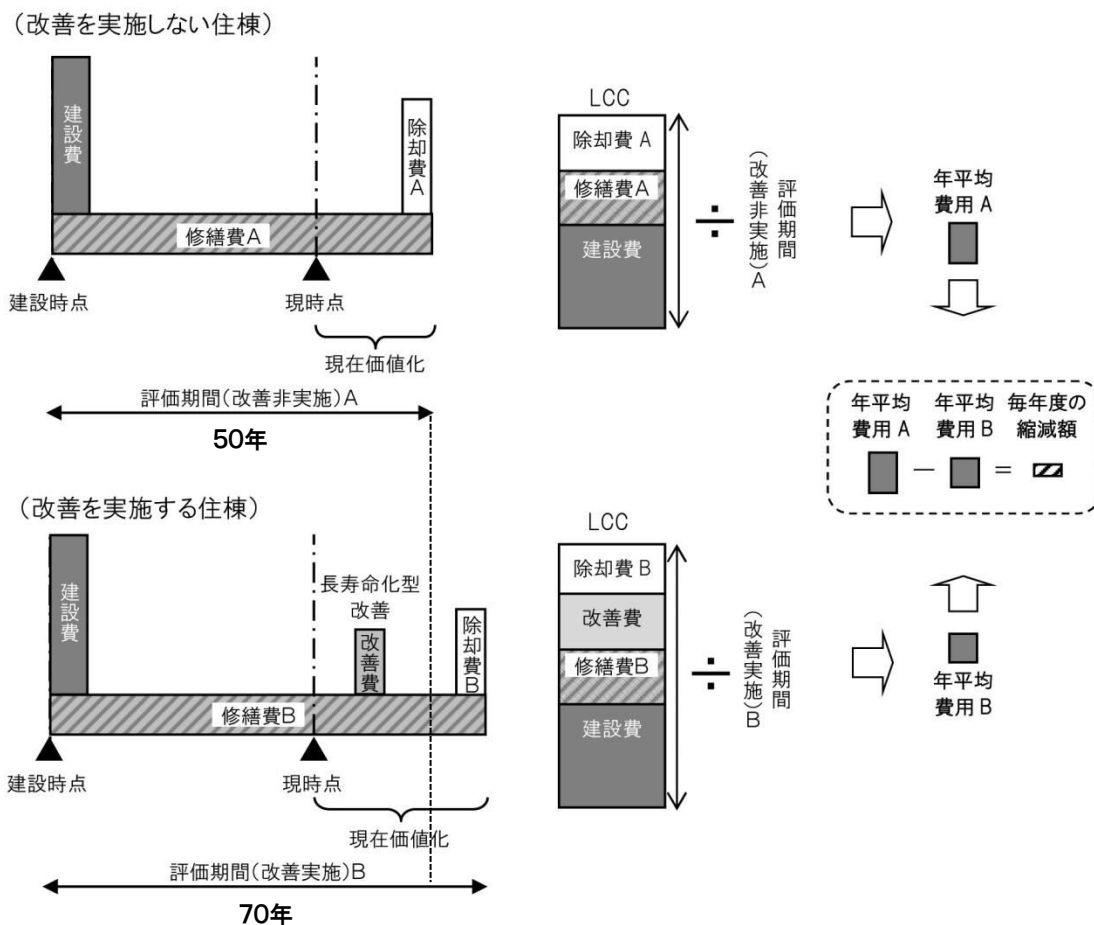 （改善を実施しない住棟）
建設費
除却費A
修繕費A
建設時点
現時点
現在価値化
評価期間(改善非実施)A
50年
LCC
除却費 A
修繕費A
建設費
÷
評価期間
(改善非実施)A
年平均
費用 A
年平均 年平均 毎年度の
費用 A 費用 B 縮減額
－ ＝
（改善を実施する住棟）
建設費
長寿命化型
改善
改善費
除却費B
修繕費B
建設時点
現時点
現在価値化
評価期間(改善実施)B
70年
LCC
除却費 B
改善費
修繕費B
建設費
÷
評価期間
(改善実施)B
年平均
費用 B